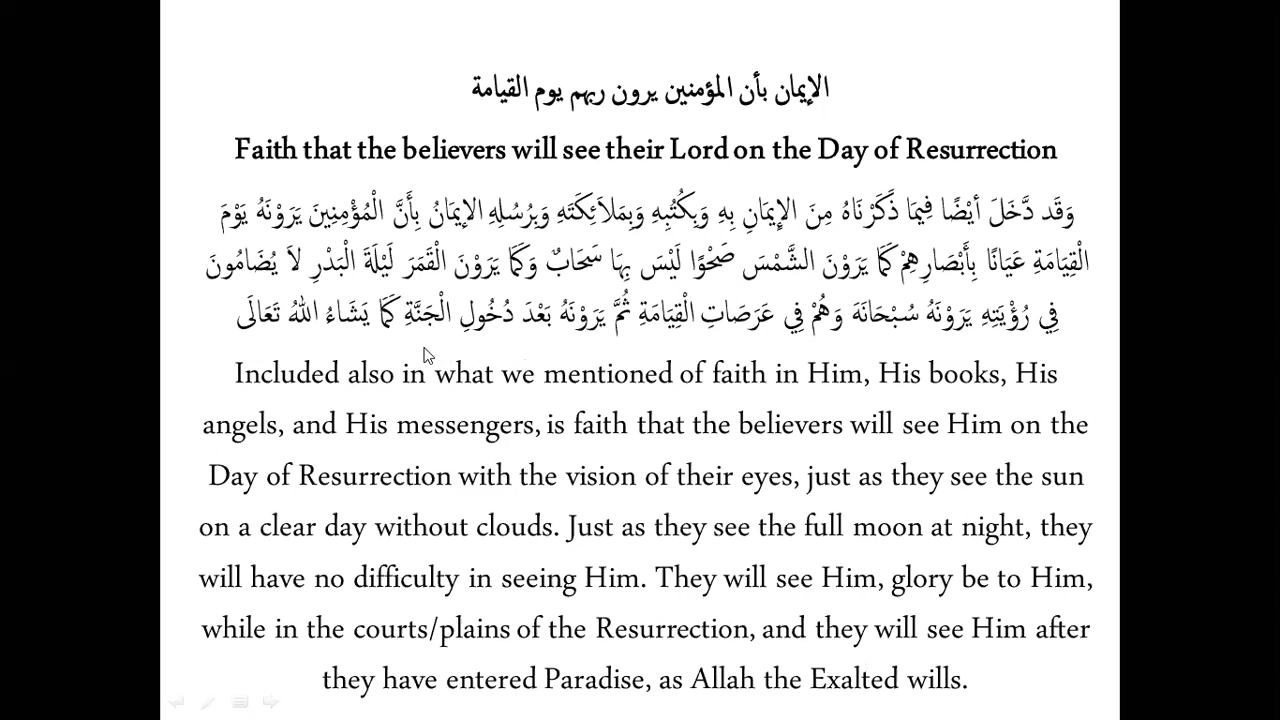 الإيمان بأن المؤمنين يرون ربهم يوم القيامة
Faith that the believers will see their Lord on the Day of Resurrection
وَقَد دَّخَلَ أَيْضًا فِيمَا ذَكَرْنَاهُ مِنَ الإِيمَانِ بِهِ وَبِكُتُبِهِ وَبِمَلاَئِكَتَهِ وَبِرُسُلِهِ الإيمَانُ بِأَنَّ الْمُؤْمِنِينَ يَرَوْنَهُ يَوْمَ
الْقِيَامَةِ عَيَانًا بِأَبْصَارِهِمْ كَمَا يَرَوْنَ الشَّمْسَ صَحْوًا لَيْسَ بِهَا سَحَابٌ وَكَمَا يَرَوْنَ الْقَمَرَ لَيْلَةَ الْبَدْرِ لاَ يُضَامُونَ
فِي رُؤْيَتِهِ يَرَوْنَهُ سُبْحَانَهَ وَهُمْ فِي عَرَصَاتِ الْقِيَامَةِ ثُمَّ يَرَوْنَهُ بَعْدَ دُخُولِ الْجَنَّةِ كَمَا يَشَاءُ اللهُ تَعَالَى
Included also in what we mentioned of faith in Him, His books, His
angels, and His messengers, is faith that the believers will see Him on the
Day of Resurrection with the vision of their eyes, just as they see the sun
on a clear day without clouds. Just as they see the full moon at night, they
will have no difficulty in seeing Him. They will see Him, glory be to Him,
while in the courts/plains of the Resurrection, and they will see Him after
they have entered Paradise, as Allah the Exalted wills.